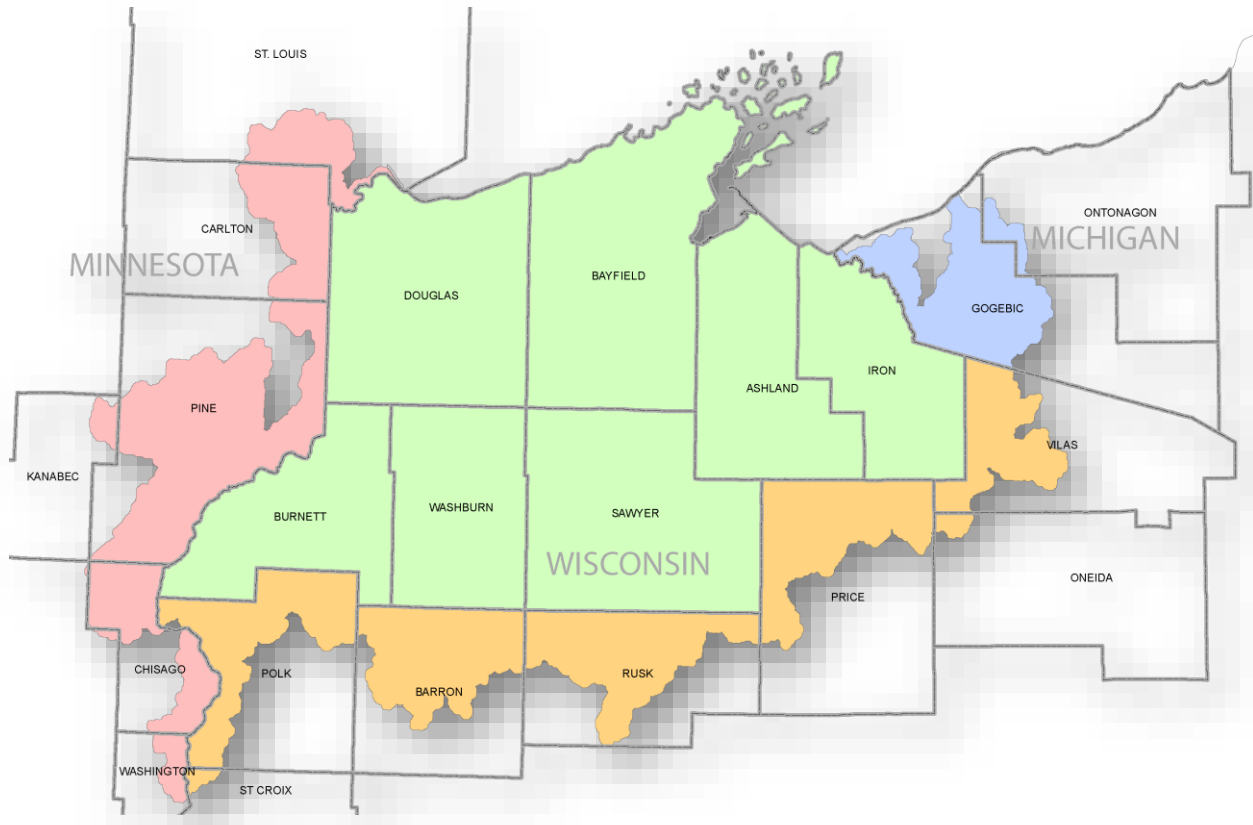 ST. LOUIS
ONTONAGON
CARLTON
MICHIGAN
MINNESOTA
BAYFIELD
DOUGLAS
GOGEBIC
IRON
ASHLAND
PINE
VILAS
KANABEC
WASHBURN
SAWYER
BURNETT
WISCONSIN
ONEIDA
PRICE
CHISAGO
POLK
RUSK
BARRON
WASHINGTON
ST CROIX